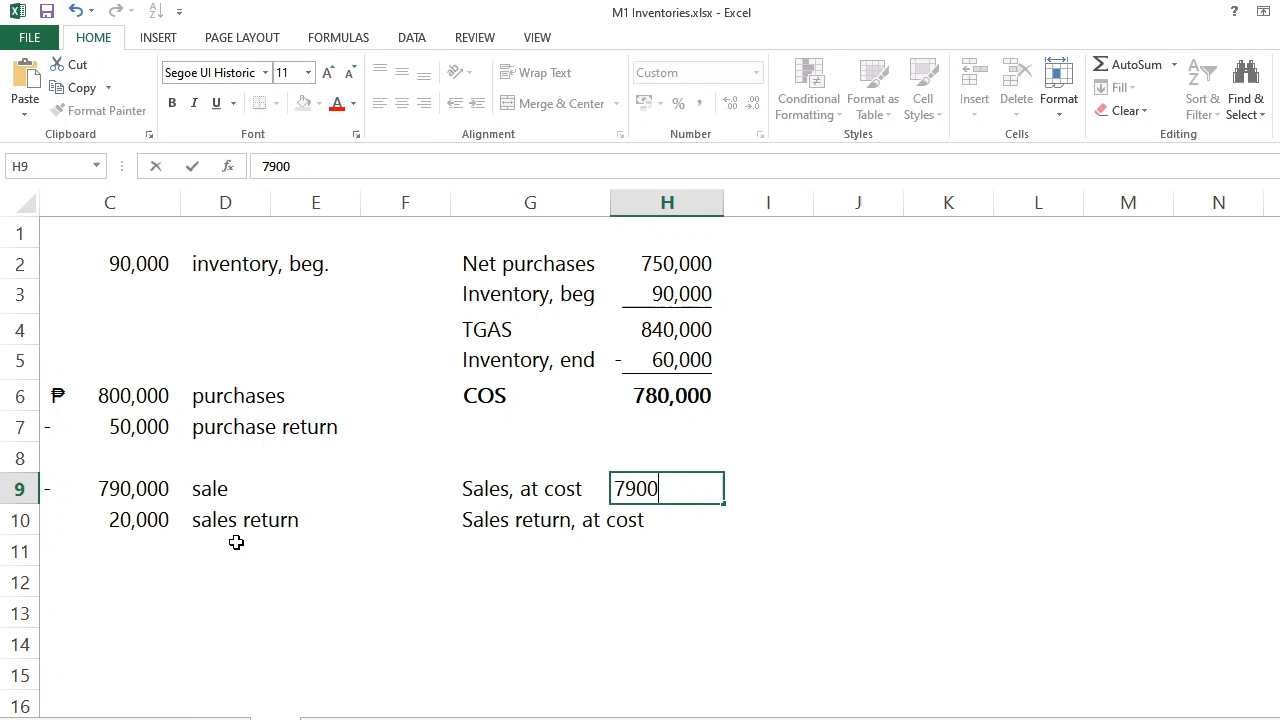 M1 Inventories.xlsx - Excel
?
FILE HOME INSERT PAGE LAYOUT FORMULAS DATA REVIEW VIEW
Paste
Cut
Copy
Format Painter
Clipboard
Segoe UI Historic 11
B I U
Font
Wrap Text
Merge & Center
Alignment
Custom
%
Number
Conditional Formatting
Format as Table
Cell Styles
Styles
Insert
Delete
Format
Cells
AutoSum
Fill
Clear
Sort & Filter
Find & Select
Editing
H9 fx 7900
C D E F G H I J K L M N
1
2 90,000 inventory, beg. Net purchases 750,000
3 Inventory, beg 90,000
4 TGAS 840,000
5 Inventory, end - 60,000
6 ₱ 800,000 purchases COS 780,000
7 - 50,000 purchase return
8
9 - 790,000 sale Sales, at cost 7900
10 20,000 sales return Sales return, at cost
11
12
13
14
15
16